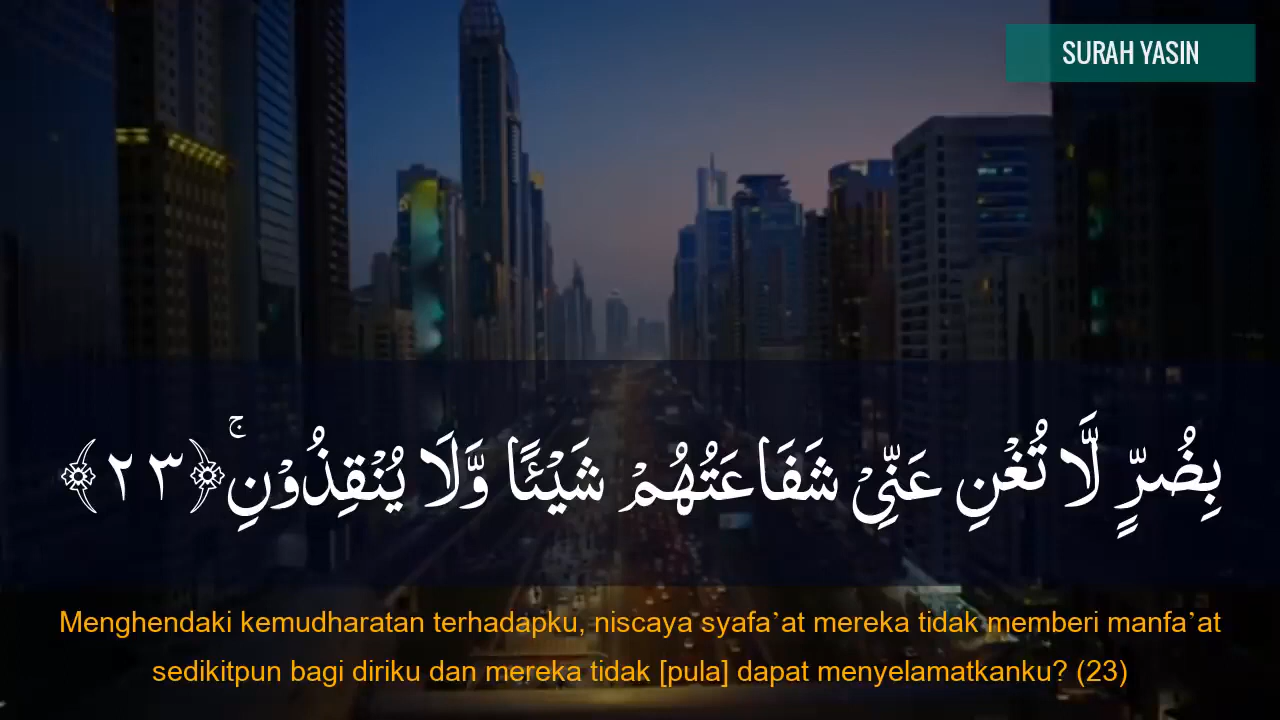 SURAH YASIN
بِضُرٍّ لَّا تُغْنِ عَنِّيْ شَفَاعَتُهُمْ شَيْـًٔا وَّلَا يُنْقِذُوْنِۚ ﴿٢٣﴾
Menghendaki kemudharatan terhadapku, niscaya syafa’at mereka tidak memberi manfa’at
sedikitpun bagi diriku dan mereka tidak [pula] dapat menyelamatkanku? (23)